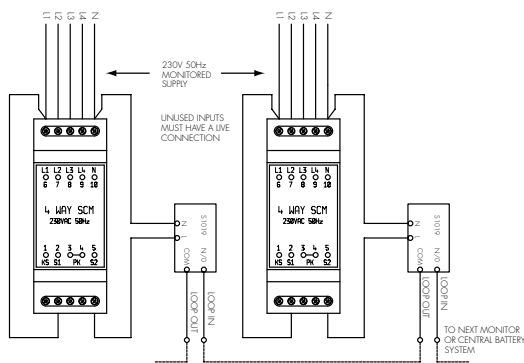 L1 L2 L3 L4 N
L1 L2 L3 L4 N
230V 50Hz
MONITORED
SUPPLY
UNUSED INPUTS
MUST HAVE A LIVE
CONNECTION
L1 L2 L3 L4 N
6 7 8 9 10
4 WAY SCM
230VAC 50Hz
1 2 3 4 5
KS S1 PK S2
N
L
S1019
COM N/O
LOOP OUT
LOOP IN
L1 L2 L3 L4 N
6 7 8 9 10
4 WAY SCM
230VAC 50Hz
1 2 3 4 5
KS S1 PK S2
N
L
S1019
COM N/O
LOOP OUT
LOOP IN
TO NEXT MONITOR
OR CENTRAL BATTERY
SYSTEM